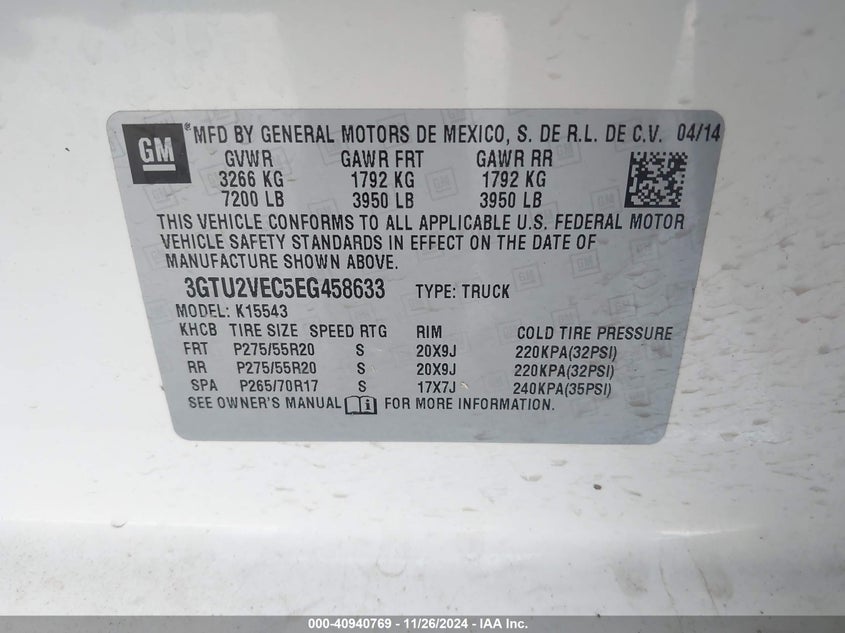 GM ® MFD BY GENERAL MOTORS DE MEXICO, S. DE R.L. DE C.V. 04/14
GVWR GAWR FRT GAWR RR
3266 KG 1792 KG 1792 KG
7200 LB 3950 LB 3950 LB
THIS VEHICLE CONFORMS TO ALL APPLICABLE U.S. FEDERAL MOTOR
VEHICLE SAFETY STANDARDS IN EFFECT ON THE DATE OF
MANUFACTURE SHOWN ABOVE.
3GTU2VEC5EG458633 TYPE: TRUCK
MODEL: K15543
KHCB TIRE SIZE SPEED RTG RIM COLD TIRE PRESSURE
FRT P275/55R20 S 20X9J 220KPA(32PSI)
RR P275/55R20 S 20X9J 220KPA(32PSI)
SPA P265/70R17 S 17X7J 240KPA(35PSI)
SEE OWNER'S MANUAL i FOR MORE INFORMATION.
000-40940769 - 11/26/2024 - IAA Inc.